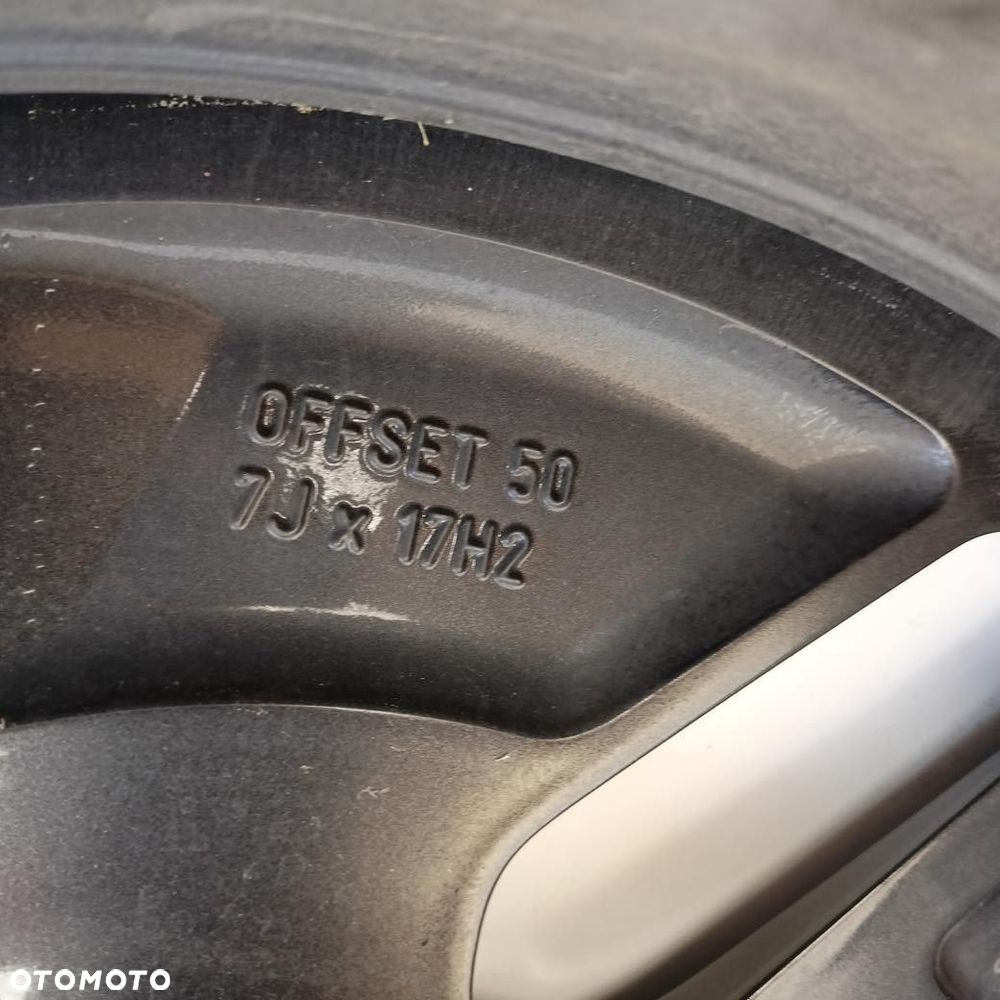 OFFSET 50
7J x 17H2
OTOMOTO